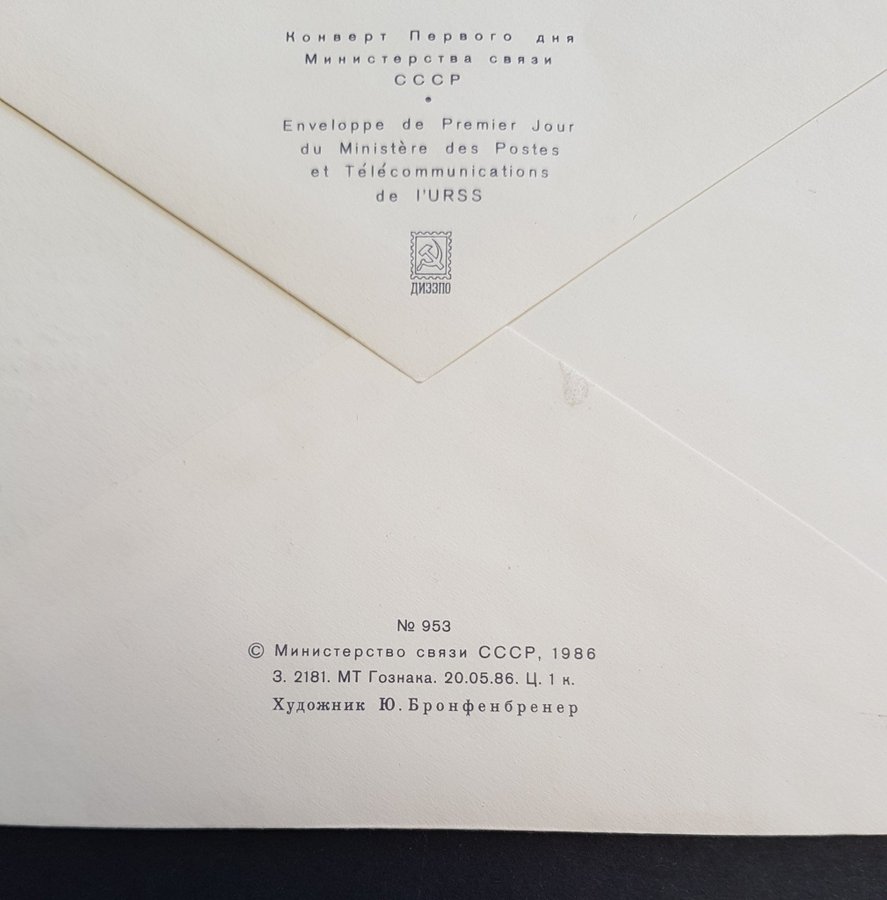 Конверт Первого дня
Министерства связи
СССР
•
Enveloppe de Premier Jour
du Ministère des Postes
et Télécommunications
de l'URSS
ДИЭЗПО
№ 953
© Министерство связи СССР, 1986
З. 2181. МТ Гознака. 20.05.86. Ц. 1 к.
Художник Ю. Бронфенбренер